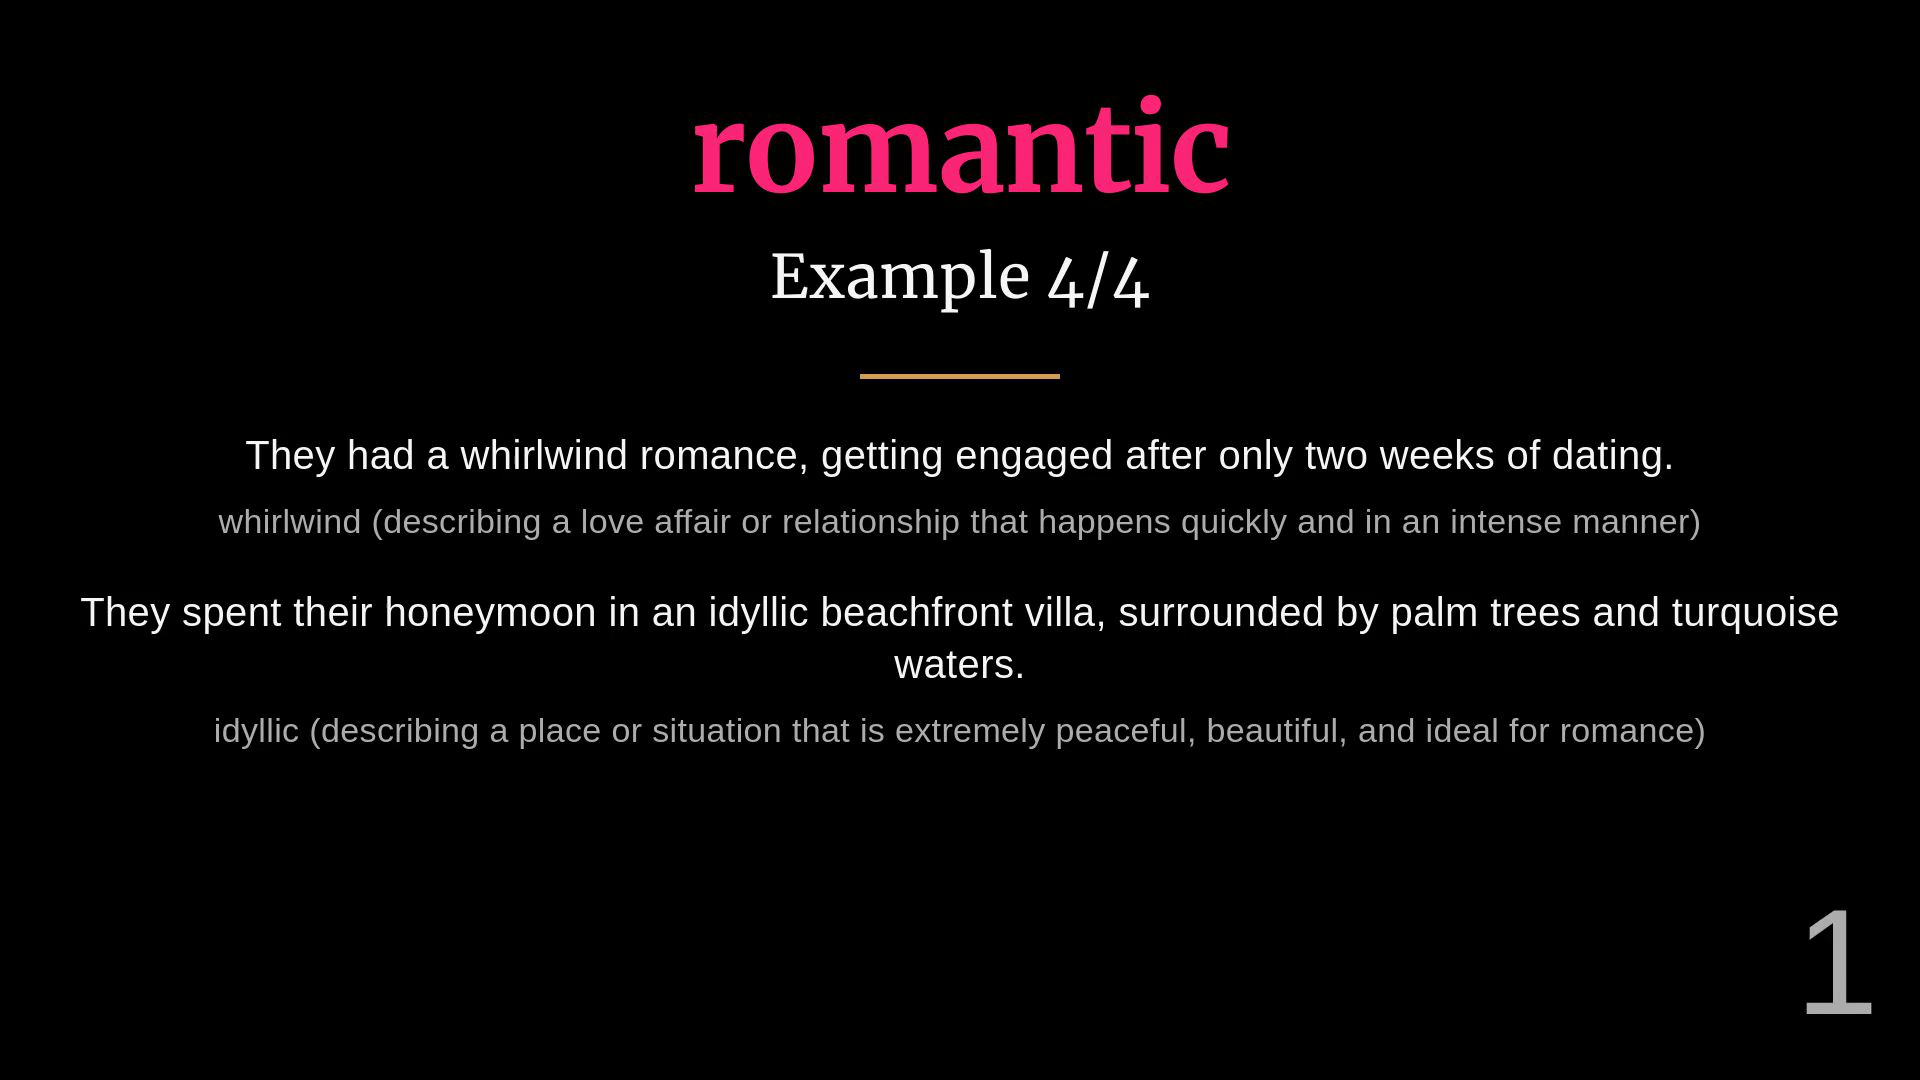 romantic
Example 4/4
They had a whirlwind romance, getting engaged after only two weeks of dating.
whirlwind (describing a love affair or relationship that happens quickly and in an intense manner)
They spent their honeymoon in an idyllic beachfront villa, surrounded by palm trees and turquoise
waters.
idyllic (describing a place or situation that is extremely peaceful, beautiful, and ideal for romance)
1